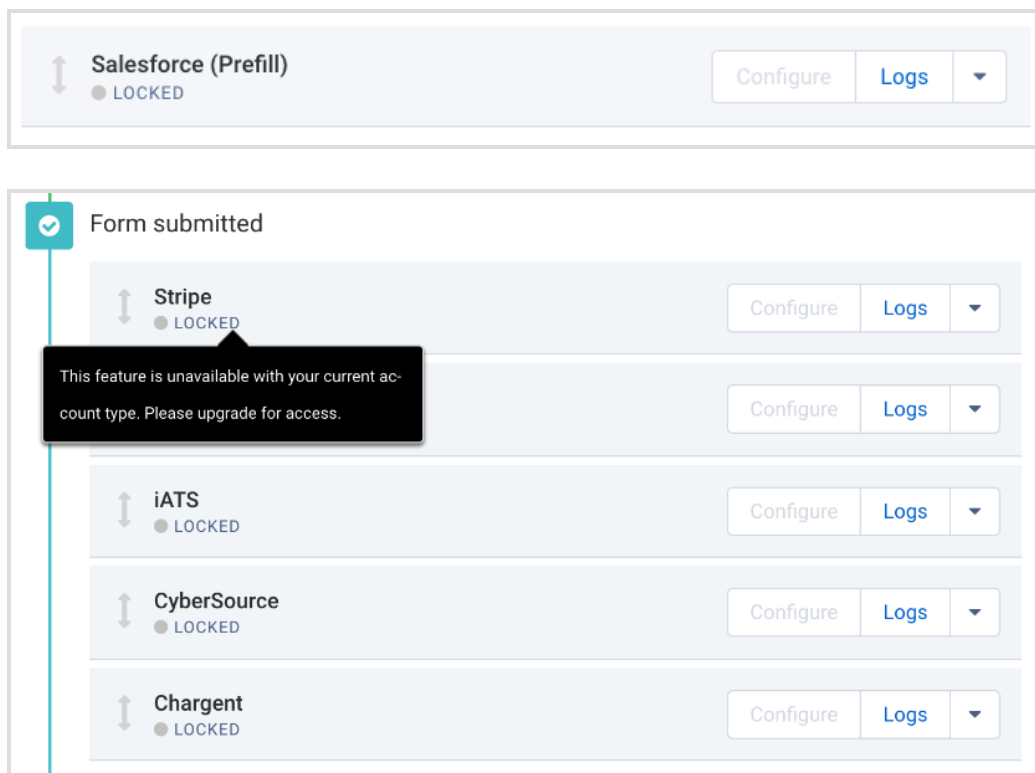 Salesforce (Prefill)
LOCKED
Configure Logs
Form submitted
Stripe
LOCKED
Configure Logs
This feature is unavailable with your current ac-
count type. Please upgrade for access.
Configure Logs
iATS
LOCKED
Configure Logs
CyberSource
LOCKED
Configure Logs
Chargent
LOCKED
Configure Logs